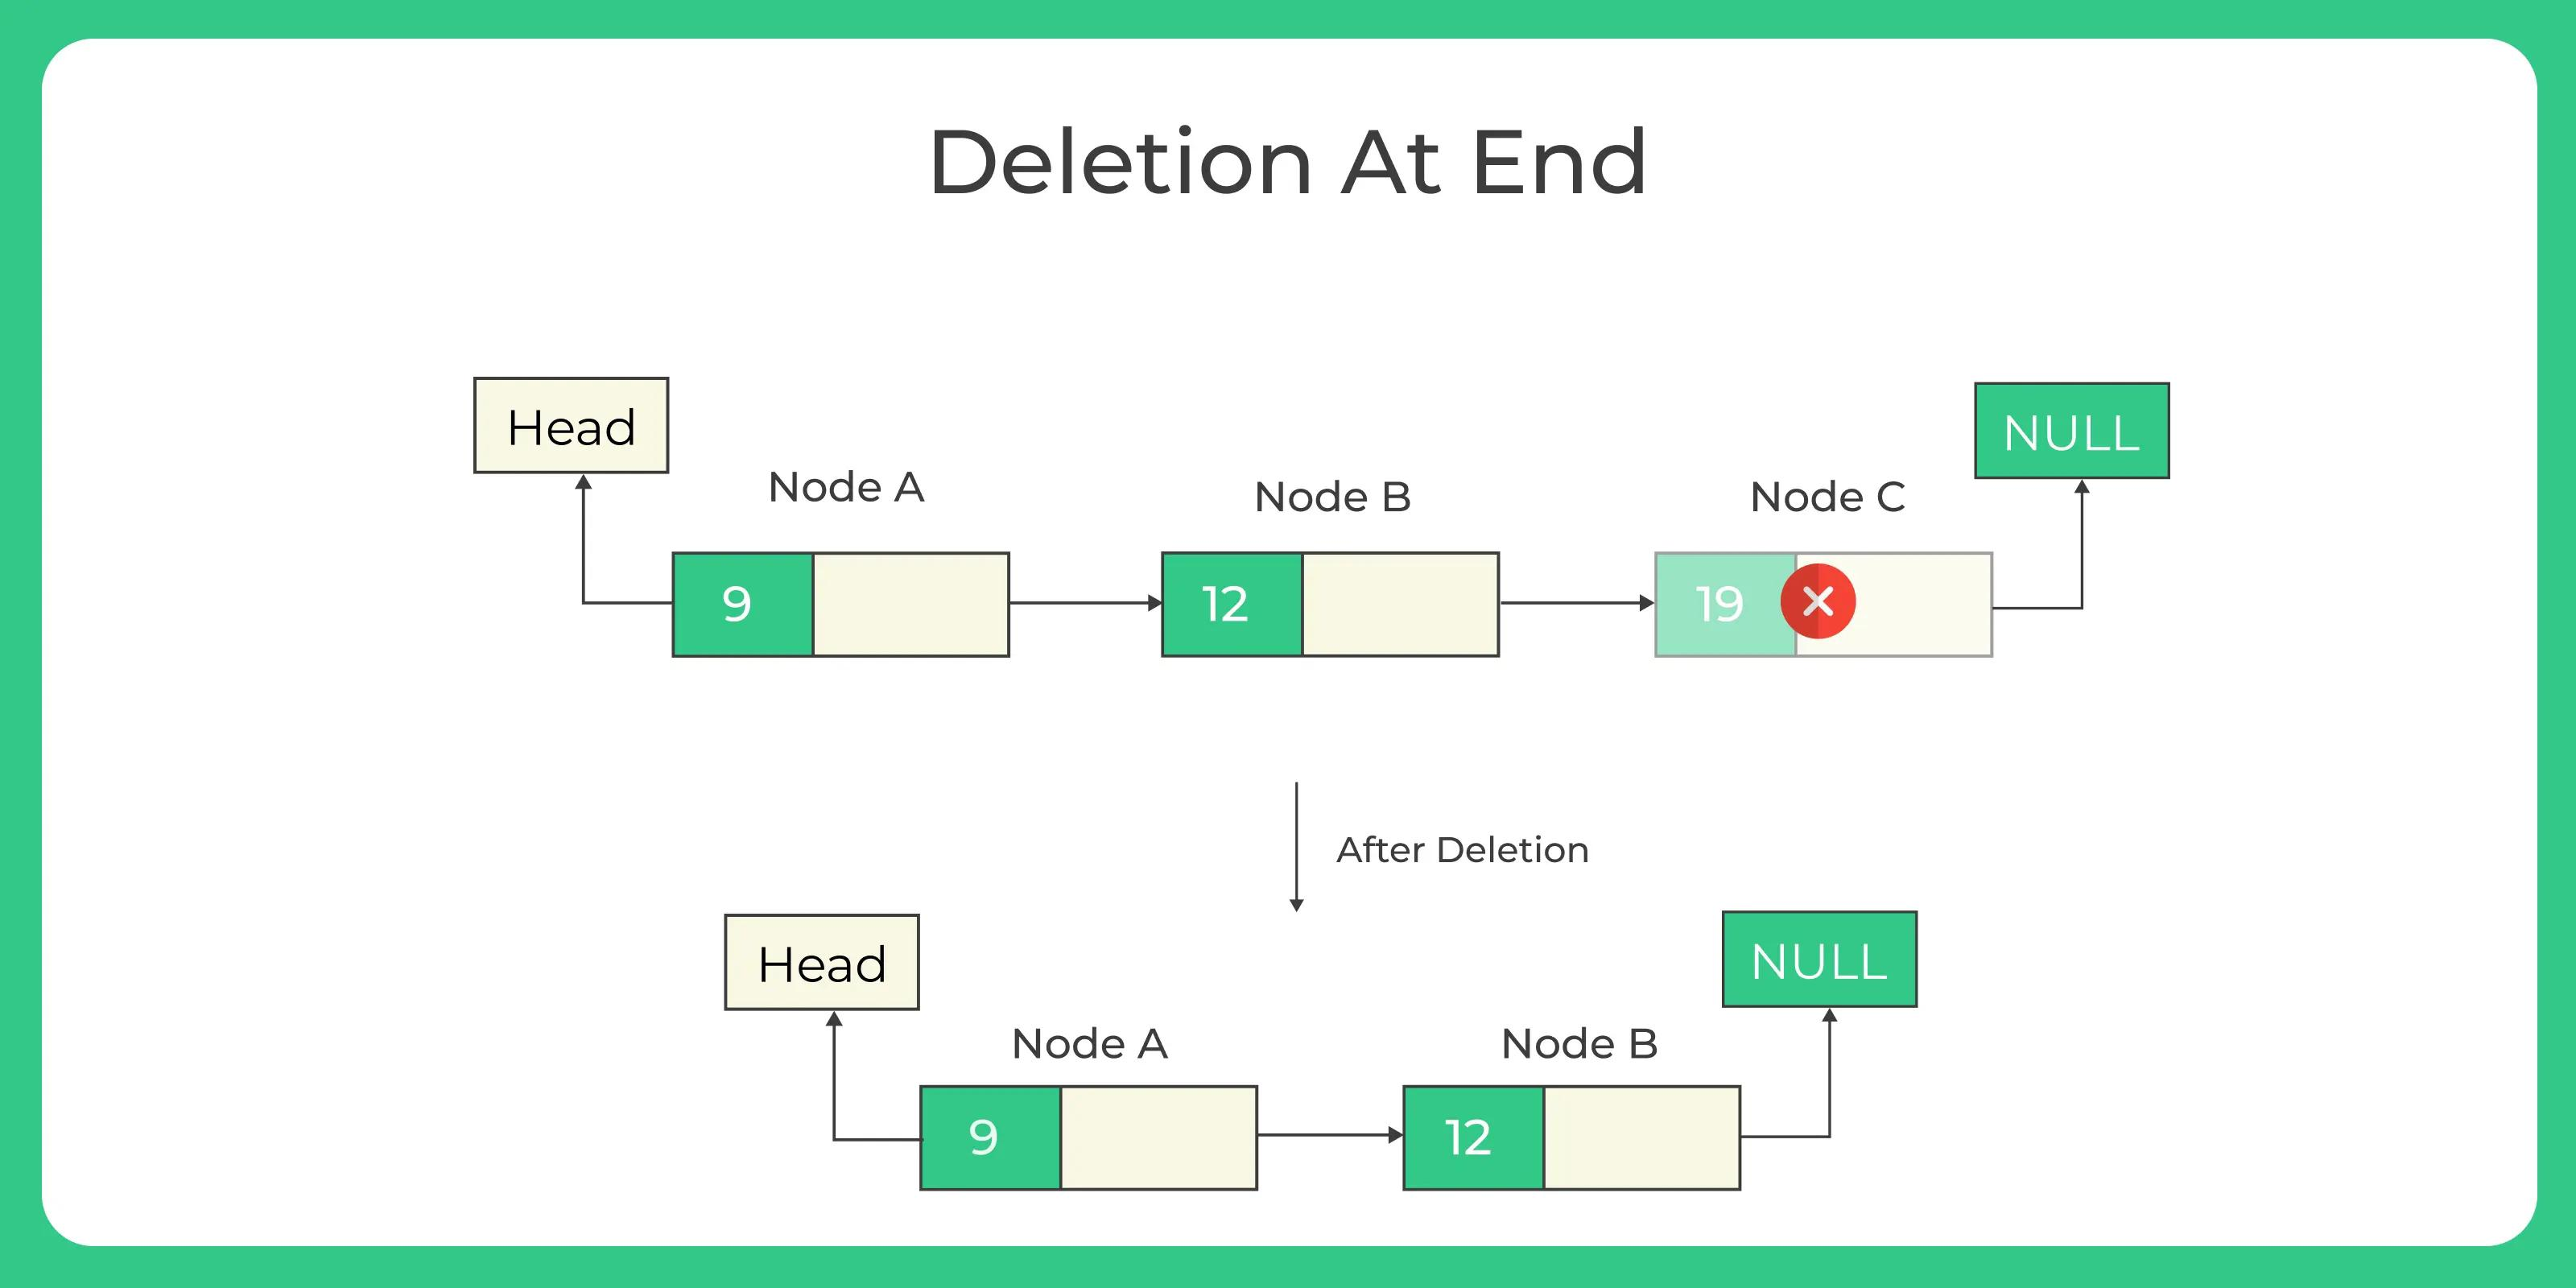 Deletion At End
Head
NULL
Node A
Node B
Node C
9
12
19
After Deletion
Head
NULL
Node A
Node B
9
12